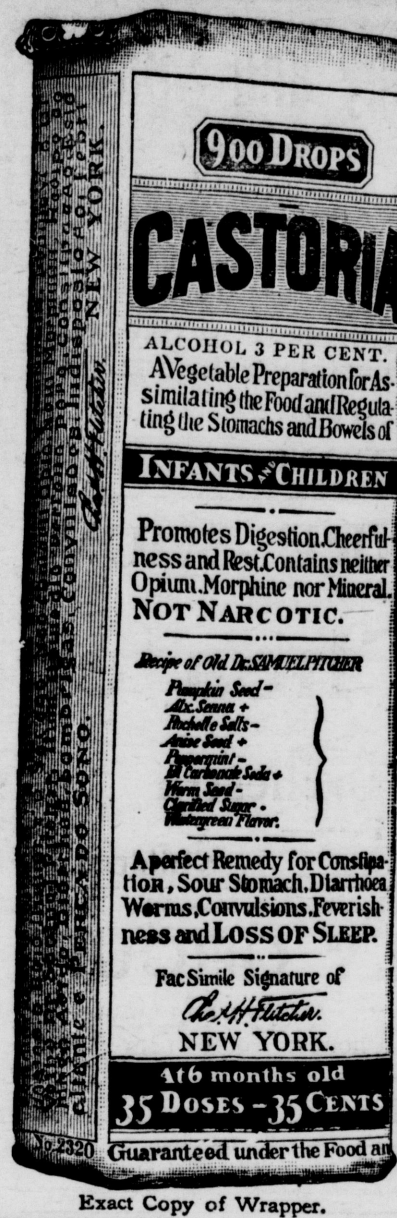 900 DROPS
CASTORIA
ALCOHOL 3 PER CENT.
AVegetable Preparation for As-
similating the Food and Regula-
ting the Stomachs and Bowels of
INFANTS & CHILDREN
Promotes Digestion.Cheerful-
ness and Rest.Contains neither
Opium.Morphine nor Mineral.
NOT NARCOTIC.
Recipe of Old Dr. SAMUEL PITCHER
Pumpkin Seed -
Alx. Senna +
Rochelle Salts -
Anise Seed +
Peppermint -
Bi Carbonate Soda +
Worm Seed -
Clarified Sugar .
Wintergreen Flavor.
A perfect Remedy for Constipa-
tion, Sour Stomach, Diarrhoea
Worms,Convulsions.Feverish-
ness and LOSS OF SLEEP.
Fac Simile Signature of
Chas. H. Fletcher.
NEW YORK.
At 6 months old
35 DOSES - 35 CENTS
Guaranteed under the Food an
NEW YORK.
Chas. H. Fletcher.
No. 2320
Exact Copy of Wrapper.